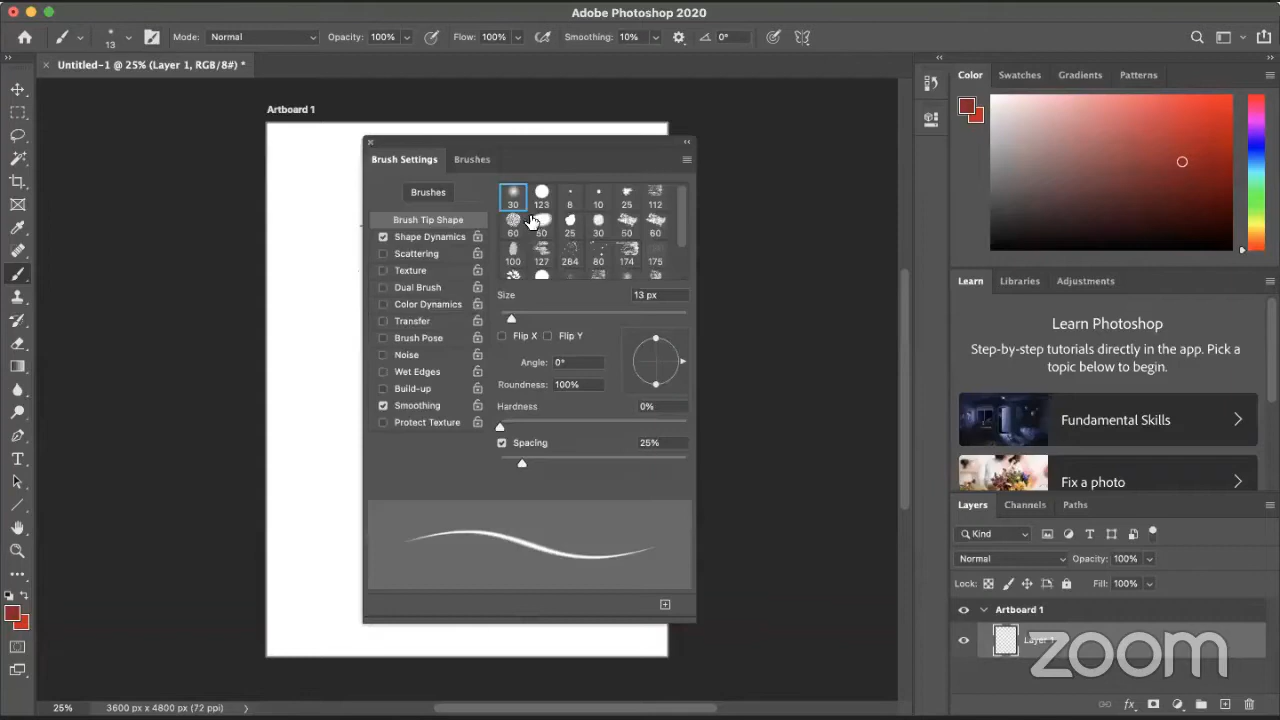 Adobe Photoshop 2020
13
Mode: Normal
Opacity: 100%
Flow: 100%
Smoothing: 10%
0°
Untitled-1 @ 25% (Layer 1, RGB/8#) *
Artboard 1
Brush Settings
Brushes
Brushes
30 123 8 10 25 112
60 50 25 30 50 60
100 127 284 80 174 175
Brush Tip Shape
Shape Dynamics
Scattering
Texture
Dual Brush
Color Dynamics
Transfer
Brush Pose
Noise
Wet Edges
Build-up
Smoothing
Protect Texture
Size 13 px
Flip X Flip Y
Angle: 0°
Roundness: 100%
Hardness 0%
Spacing 25%
Color Swatches Gradients Patterns
Learn Libraries Adjustments
Learn Photoshop
Step-by-step tutorials directly in the app. Pick a
topic below to begin.
Fundamental Skills
Fix a photo
Layers Channels Paths
Kind
Normal Opacity: 100%
Lock: Fill: 100%
Artboard 1
Layer 1
zoom
25% 3600 px x 4800 px (72 ppi)